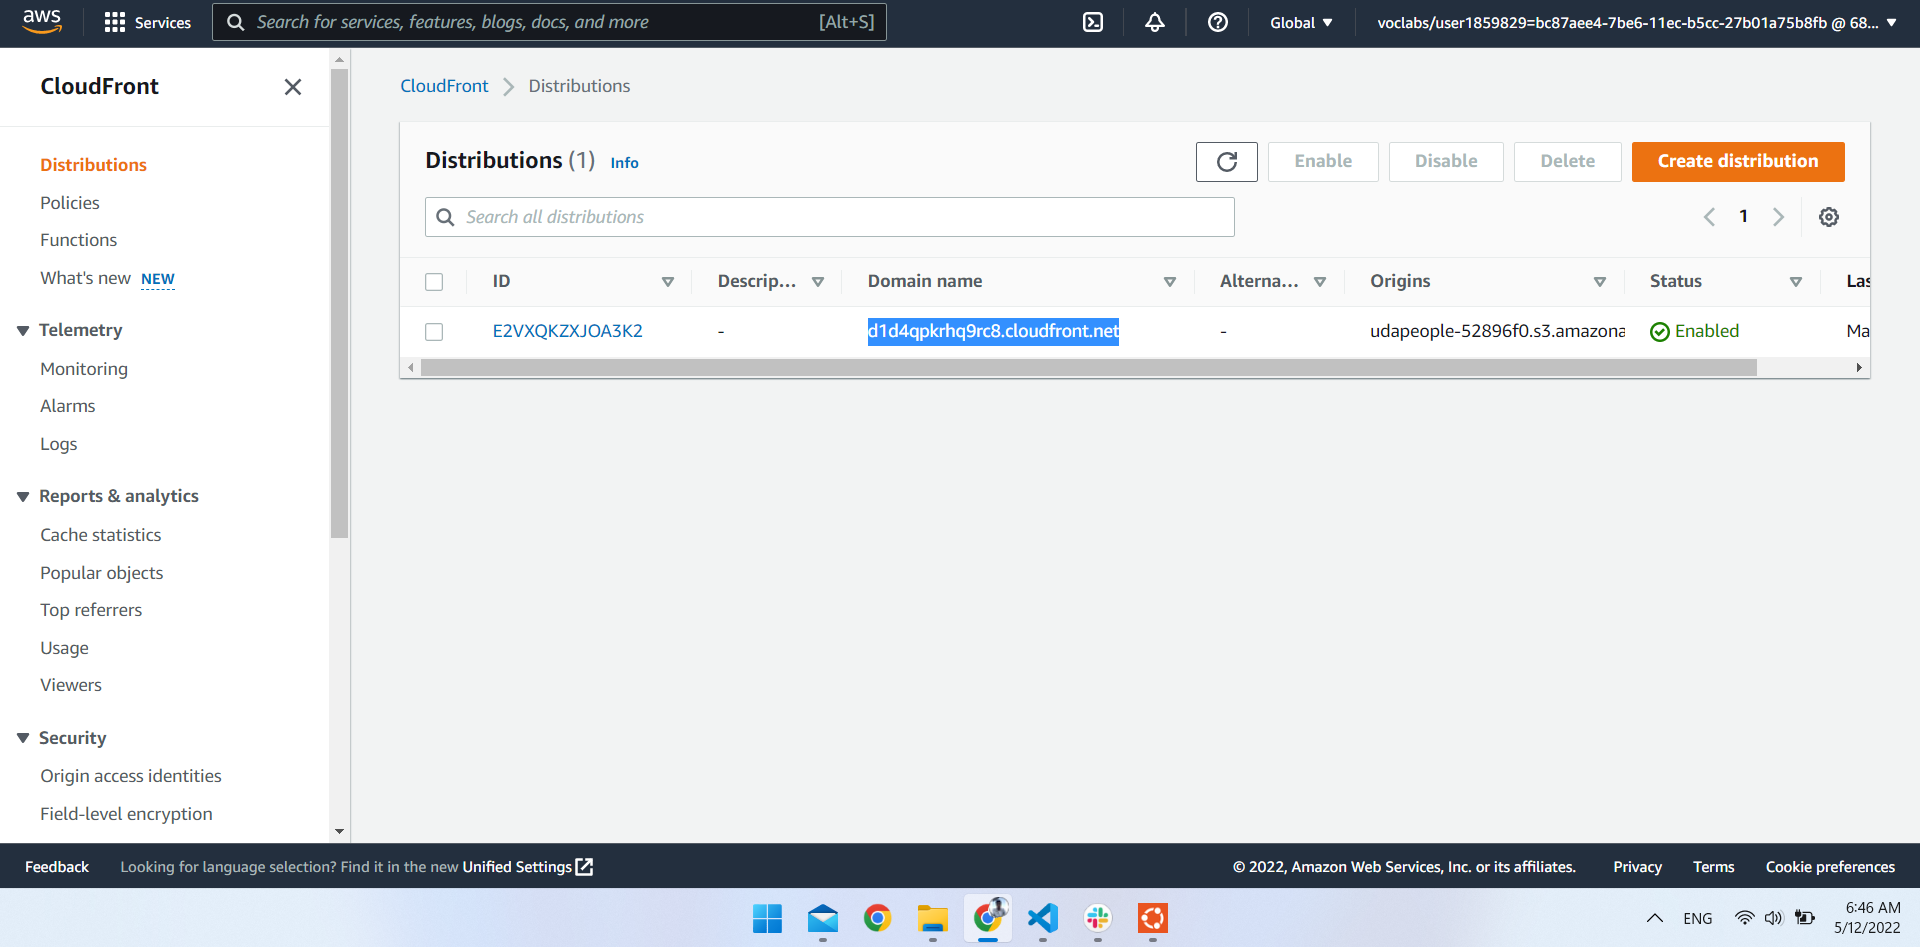 aws
Services
Search for services, features, blogs, docs, and more
[Alt+S]
Global
voclabs/user1859829=bc87aee4-7be6-11ec-b5cc-27b01a75b8fb @ 68...
CloudFront
Distributions
Policies
Functions
What's new NEW
Telemetry
Monitoring
Alarms
Logs
Reports & analytics
Cache statistics
Popular objects
Top referrers
Usage
Viewers
Security
Origin access identities
Field-level encryption
CloudFront > Distributions
Distributions (1) Info
Enable
Disable
Delete
Create distribution
Search all distributions
1
ID Descrip... Domain name Alterna... Origins Status Las
E2VXQKZXJOA3K2 - d1d4qpkrhq9rc8.cloudfront.net - udapeople-52896f0.s3.amazona Enabled Ma
Feedback Looking for language selection? Find it in the new Unified Settings
© 2022, Amazon Web Services, Inc. or its affiliates. Privacy Terms Cookie preferences
ENG
6:46 AM
5/12/2022